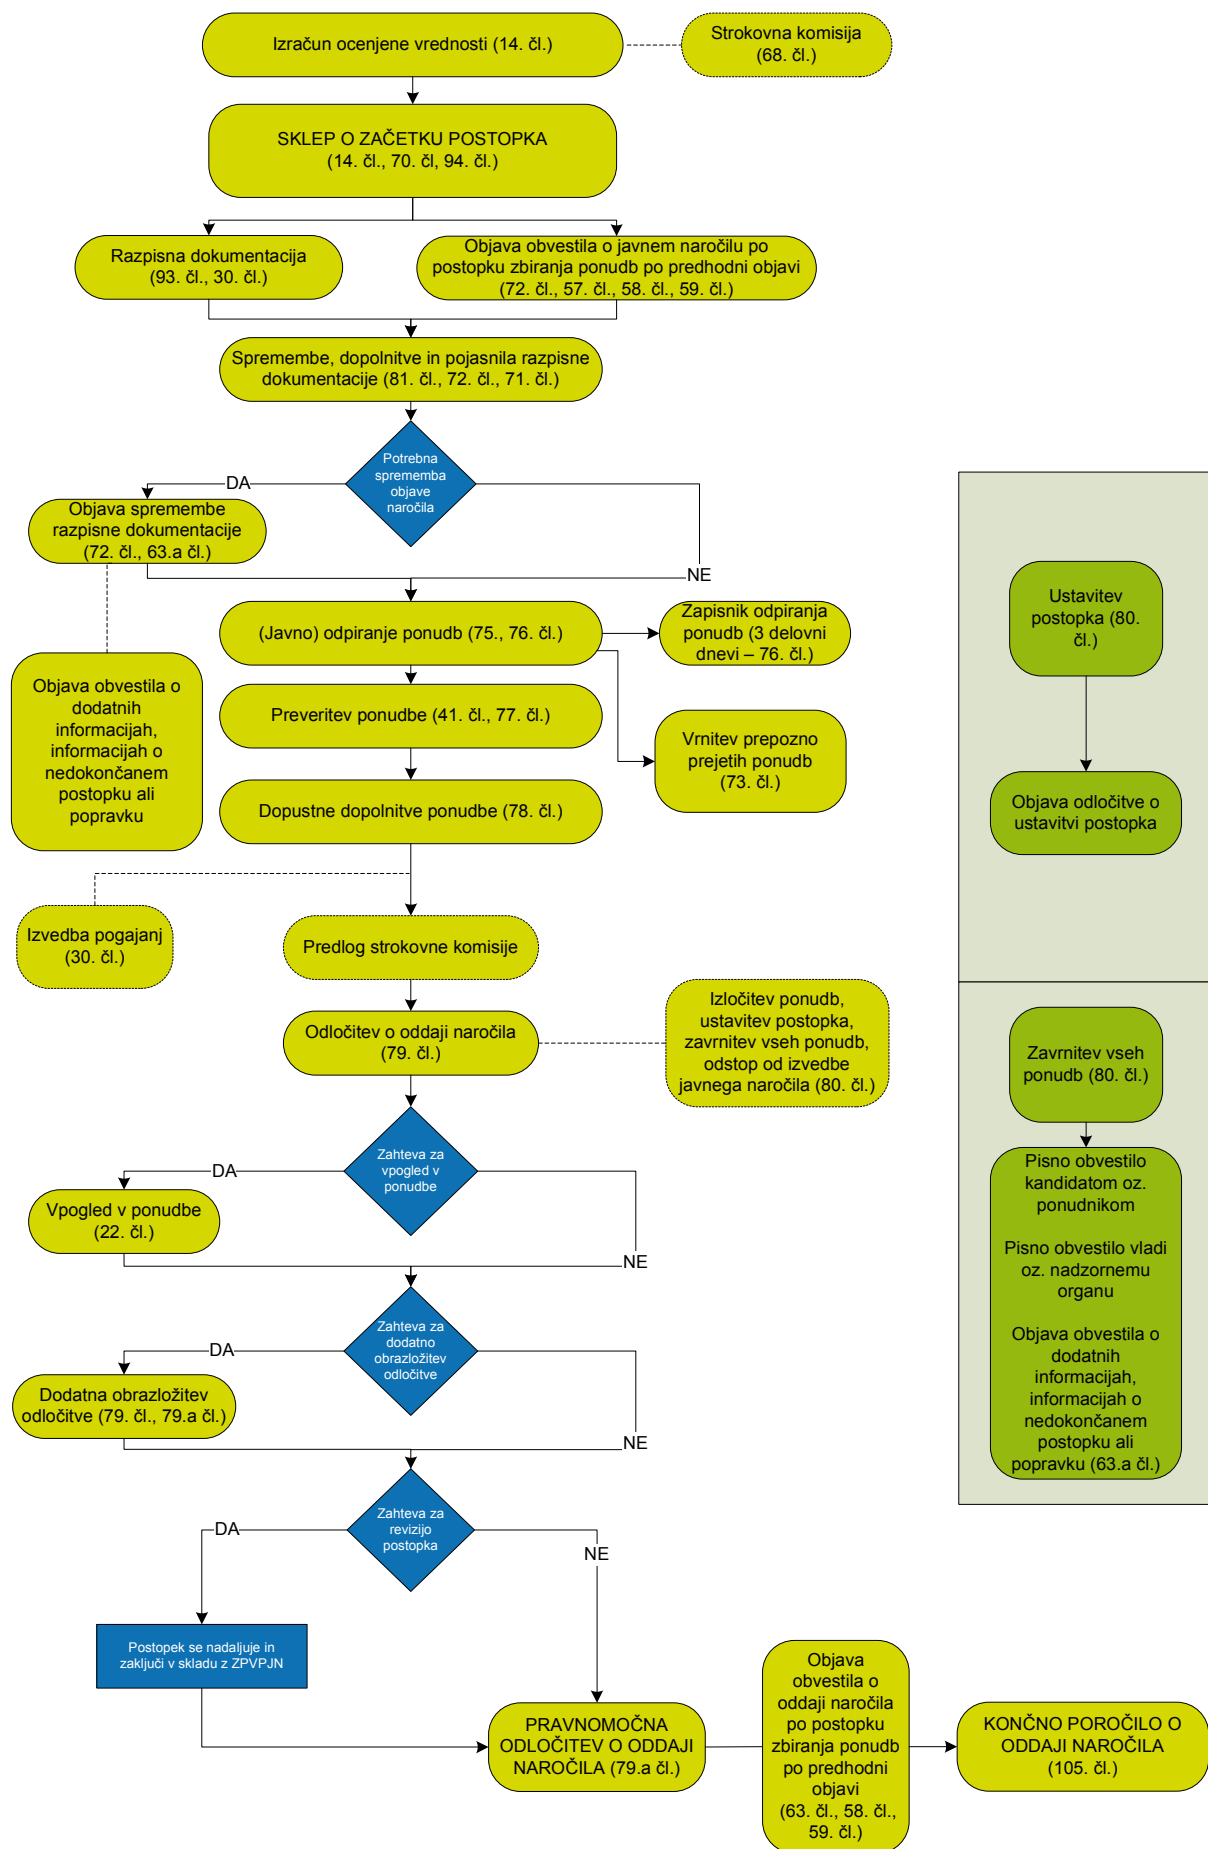 Izračun ocenjene vrednosti (14. čl.)
Strokovna komisija
(68. čl.)
SKLEP O ZAČETKU POSTOPKA
(14. čl., 70. čl, 94. čl.)
Razpisna dokumentacija
(93. čl., 30. čl.)
Objava obvestila o javnem naročilu po
postopku zbiranja ponudb po predhodni objavi
(72. čl., 57. čl., 58. čl., 59. čl.)
Spremembe, dopolnitve in pojasnila razpisne
dokumentacije (81. čl., 72. čl., 71. čl.)
Potrebna
sprememba
objave
naročila
DA
NE
Objava spremembe
razpisne dokumentacije
(72. čl., 63.a čl.)
Objava obvestila o
dodatnih
informacijah,
informacijah o
nedokončanem
postopku ali
popravku
(Javno) odpiranje ponudb (75., 76. čl.)
Zapisnik odpiranja
ponudb (3 delovni
dnevi – 76. čl.)
Preveritev ponudbe (41. čl., 77. čl.)
Vrnitev prepozno
prejetih ponudb
(73. čl.)
Dopustne dopolnitve ponudbe (78. čl.)
Izvedba pogajanj
(30. čl.)
Predlog strokovne komisije
Odločitev o oddaji naročila
(79. čl.)
Izločitev ponudb,
ustavitev postopka,
zavrnitev vseh ponudb,
odstop od izvedbe
javnega naročila (80. čl.)
Zahteva za
vpogled v
ponudbe
DA
NE
Vpogled v ponudbe
(22. čl.)
Zahteva za
dodatno
obrazložitev
odločitve
DA
NE
Dodatna obrazložitev
odločitve (79. čl., 79.a čl.)
Zahteva za
revizijo
postopka
DA
NE
Postopek se nadaljuje in
zaključi v skladu z ZPVPJN
PRAVNOMOČNA
ODLOČITEV O ODDAJI
NAROČILA (79.a čl.)
Objava
obvestila o
oddaji naročila
po postopku
zbiranja ponudb
po predhodni
objavi
(63. čl., 58. čl.,
59. čl.)
KONČNO POROČILO O
ODDAJI NAROČILA
(105. čl.)
Ustavitev
postopka (80.
čl.)
Objava odločitve o
ustavitvi postopka
Zavrnitev vseh
ponudb (80. čl.)
Pisno obvestilo
kandidatom oz.
ponudnikom
Pisno obvestilo vladi
oz. nadzornemu
organu
Objava obvestila o
dodatnih
informacijah,
informacijah o
nedokončanem
postopku ali
popravku (63.a čl.)